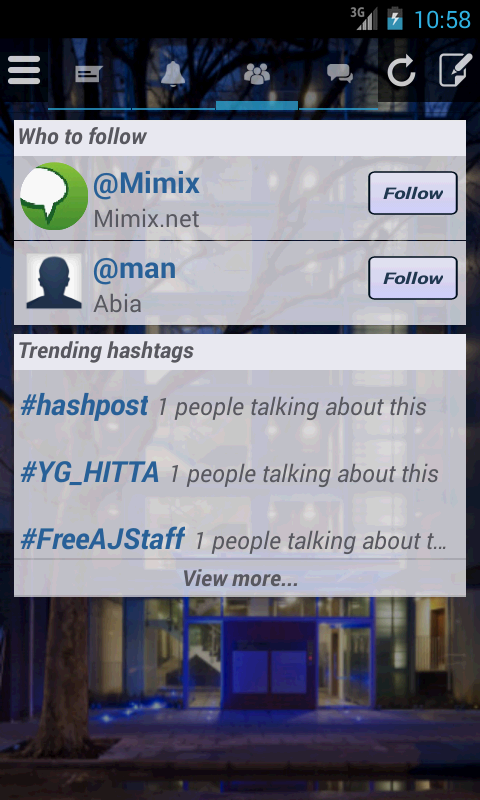 3G 10:58
Who to follow
@Mimix
Mimix.net
Follow
@man
Abia
Follow
Trending hashtags
#hashpost 1 people talking about this
#YG_HITTA 1 people talking about this
#FreeAJStaff 1 people talking about t...
View more...